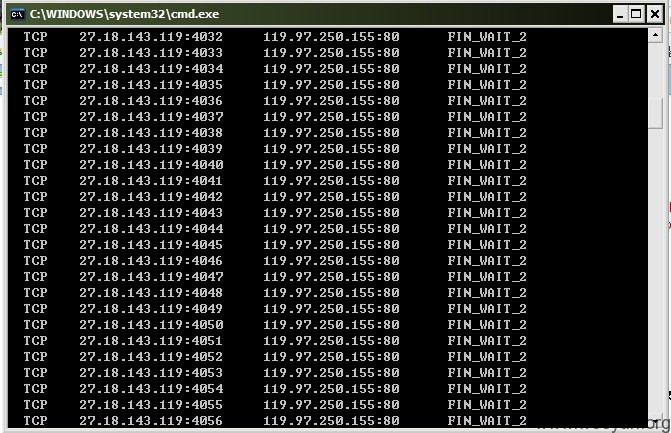 C:\WINDOWS\system32\cmd.exe
TCP 27.18.143.119:4032 119.97.250.155:80 FIN_WAIT_2
TCP 27.18.143.119:4033 119.97.250.155:80 FIN_WAIT_2
TCP 27.18.143.119:4034 119.97.250.155:80 FIN_WAIT_2
TCP 27.18.143.119:4035 119.97.250.155:80 FIN_WAIT_2
TCP 27.18.143.119:4036 119.97.250.155:80 FIN_WAIT_2
TCP 27.18.143.119:4037 119.97.250.155:80 FIN_WAIT_2
TCP 27.18.143.119:4038 119.97.250.155:80 FIN_WAIT_2
TCP 27.18.143.119:4039 119.97.250.155:80 FIN_WAIT_2
TCP 27.18.143.119:4040 119.97.250.155:80 FIN_WAIT_2
TCP 27.18.143.119:4041 119.97.250.155:80 FIN_WAIT_2
TCP 27.18.143.119:4042 119.97.250.155:80 FIN_WAIT_2
TCP 27.18.143.119:4043 119.97.250.155:80 FIN_WAIT_2
TCP 27.18.143.119:4044 119.97.250.155:80 FIN_WAIT_2
TCP 27.18.143.119:4045 119.97.250.155:80 FIN_WAIT_2
TCP 27.18.143.119:4046 119.97.250.155:80 FIN_WAIT_2
TCP 27.18.143.119:4047 119.97.250.155:80 FIN_WAIT_2
TCP 27.18.143.119:4048 119.97.250.155:80 FIN_WAIT_2
TCP 27.18.143.119:4049 119.97.250.155:80 FIN_WAIT_2
TCP 27.18.143.119:4050 119.97.250.155:80 FIN_WAIT_2
TCP 27.18.143.119:4051 119.97.250.155:80 FIN_WAIT_2
TCP 27.18.143.119:4052 119.97.250.155:80 FIN_WAIT_2
TCP 27.18.143.119:4053 119.97.250.155:80 FIN_WAIT_2
TCP 27.18.143.119:4054 119.97.250.155:80 FIN_WAIT_2
TCP 27.18.143.119:4055 119.97.250.155:80 FIN_WAIT_2
TCP 27.18.143.119:4056 119.97.250.155:80 FIN_WAIT_2